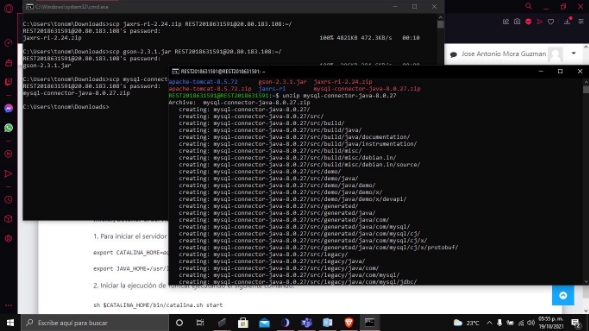 C:\Windows\system32\cmd.exe
C:\Users\tonom\Downloads>scp jaxrs-ri-2.24.zip REST2018631591@20.80.183.108:~/
REST2018631591@20.80.183.108's password:
jaxrs-ri-2.24.zip 100% 4821KB 472.3KB/s 00:10
C:\Users\tonom\Downloads>scp gson-2.3.1.jar REST2018631591@20.80.183.108:~/
REST2018631591@20.80.183.108's password:
gson-2.3.1.jar
C:\Users\tonom\Downloads>scp mysql-connect
REST2018631591@20.80.183.108's password:
mysql-connector-java-8.0.27.zip
C:\Users\tonom\Downloads>
Jose Antonio Mora Guzman
REST2018631591@REST2018631591: ~
apache-tomcat-8.5.72 gson-2.3.1.jar jaxrs-ri-2.24.zip
apache-tomcat-8.5.72.zip jaxrs-ri mysql-connector-java-8.0.27.zip
REST2018631591@REST2018631591:~$ unzip mysql-connector-java-8.0.27
Archive: mysql-connector-java-8.0.27.zip
creating: mysql-connector-java-8.0.27/
creating: mysql-connector-java-8.0.27/src/
creating: mysql-connector-java-8.0.27/src/build/
creating: mysql-connector-java-8.0.27/src/build/java/
creating: mysql-connector-java-8.0.27/src/build/java/documentation/
creating: mysql-connector-java-8.0.27/src/build/java/instrumentation/
creating: mysql-connector-java-8.0.27/src/build/misc/
creating: mysql-connector-java-8.0.27/src/build/misc/debian.in/
creating: mysql-connector-java-8.0.27/src/build/misc/debian.in/source/
creating: mysql-connector-java-8.0.27/src/demo/
creating: mysql-connector-java-8.0.27/src/demo/java/
creating: mysql-connector-java-8.0.27/src/demo/java/demo/
creating: mysql-connector-java-8.0.27/src/demo/java/demo/x/
creating: mysql-connector-java-8.0.27/src/demo/java/demo/x/devapi/
creating: mysql-connector-java-8.0.27/src/generated/
creating: mysql-connector-java-8.0.27/src/generated/java/
creating: mysql-connector-java-8.0.27/src/generated/java/com/
creating: mysql-connector-java-8.0.27/src/generated/java/com/mysql/
creating: mysql-connector-java-8.0.27/src/generated/java/com/mysql/cj/
creating: mysql-connector-java-8.0.27/src/generated/java/com/mysql/cj/x/
creating: mysql-connector-java-8.0.27/src/generated/java/com/mysql/cj/x/protobuf/
creating: mysql-connector-java-8.0.27/src/legacy/
creating: mysql-connector-java-8.0.27/src/legacy/java/
creating: mysql-connector-java-8.0.27/src/legacy/java/com/
creating: mysql-connector-java-8.0.27/src/legacy/java/com/mysql/
creating: mysql-connector-java-8.0.27/src/legacy/java/com/mysql/jdbc/
1. Para iniciar el servidor
export CATALINA_HOME=
export JAVA_HOME=/usr/
2. Iniciar la ejecución de
sh $CATALINA_HOME/bin/catalina.sh start
Escribe aquí para buscar
23°C
05:55 p. m.
19/10/2021